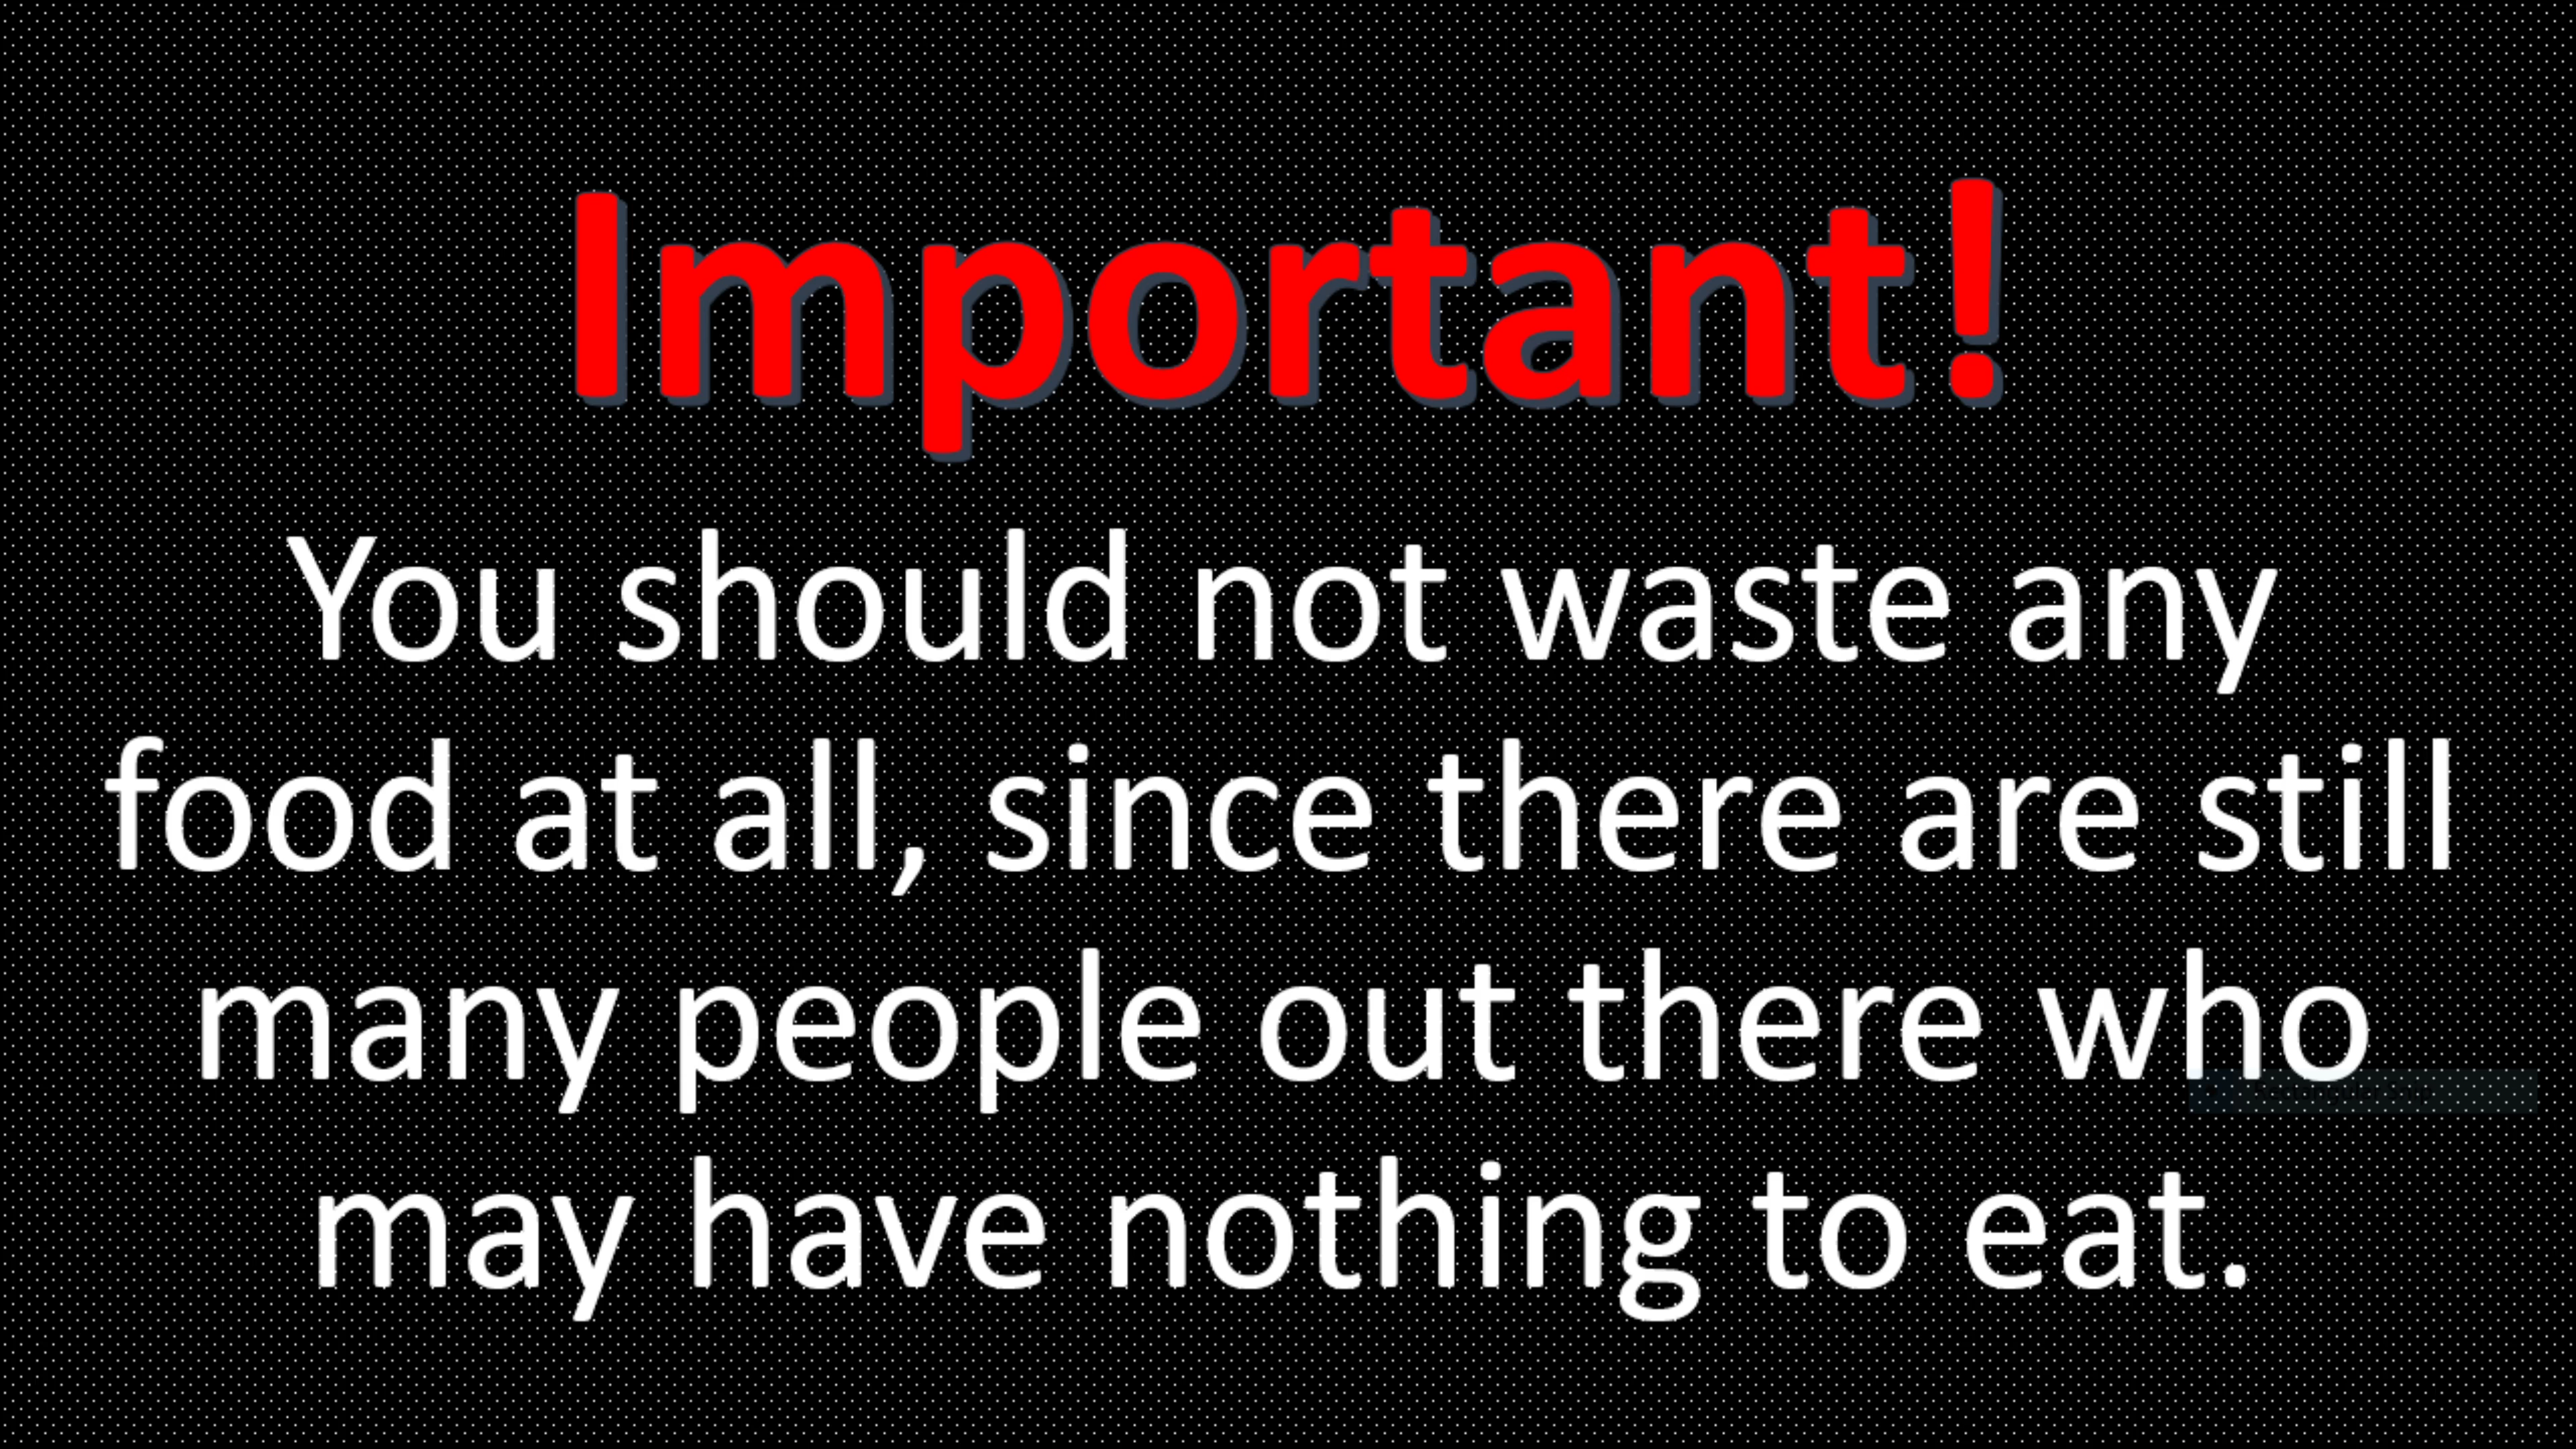 Important!
You should not waste any
food at all, since there are still
many people out there who
may have nothing to eat.